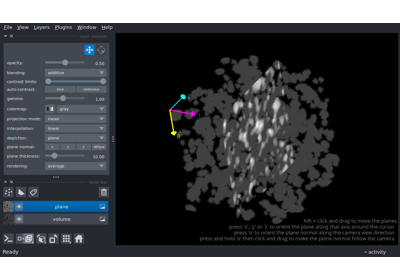 File View Layers Plugins Window Help
opacity: 0.50
blending: additive
contrast limits:
auto-contrast: once continuous
gamma: 1.00
colormap: gray
projection mode: mean
interpolation: linear
depiction: plane
plane normal: x y z oblique
plane thickness: 10.00
rendering: average
plane
volume
hift + click and drag to move the planes
press 'x', 'y' or 'z' to orient the plane along that axis around the cursor
press 'o' to orient the plane normal along the camera view direction
press and hold 'o' then click and drag to make the plane normal follow the camera
Ready
activity